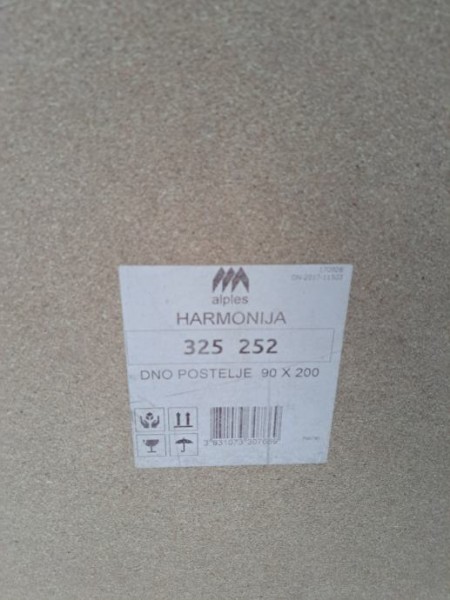 alples
HARMONIJA
325 252
DNO POSTELJE 90 X 200